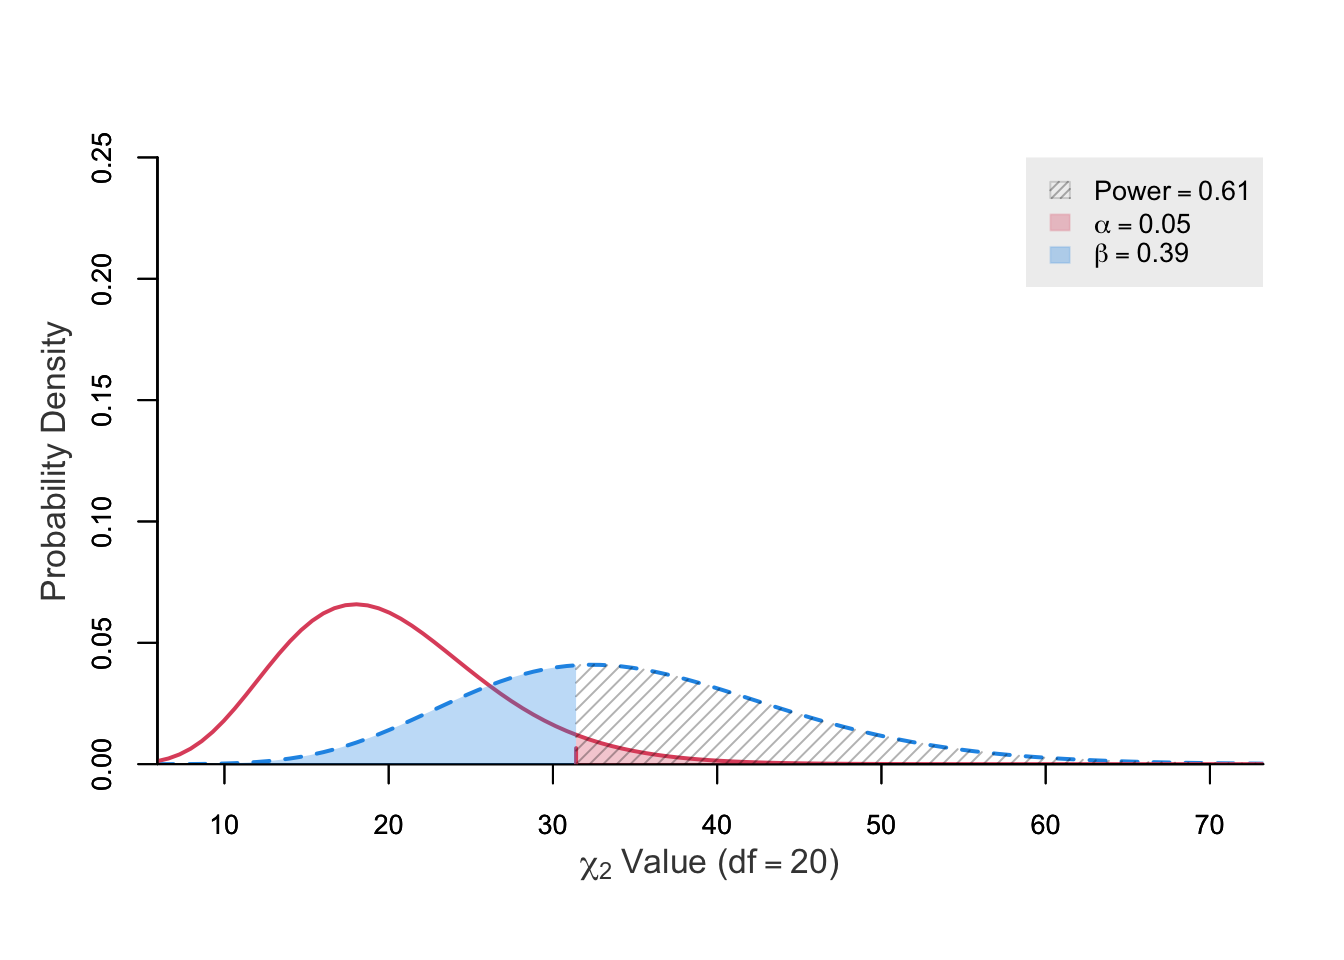 Power = 0.61
α = 0.05
β = 0.39
Probability Density
0.25
0.20
0.15
0.10
0.05
0.00
10 20 30 40 50 60 70
χ2 Value (df = 20)